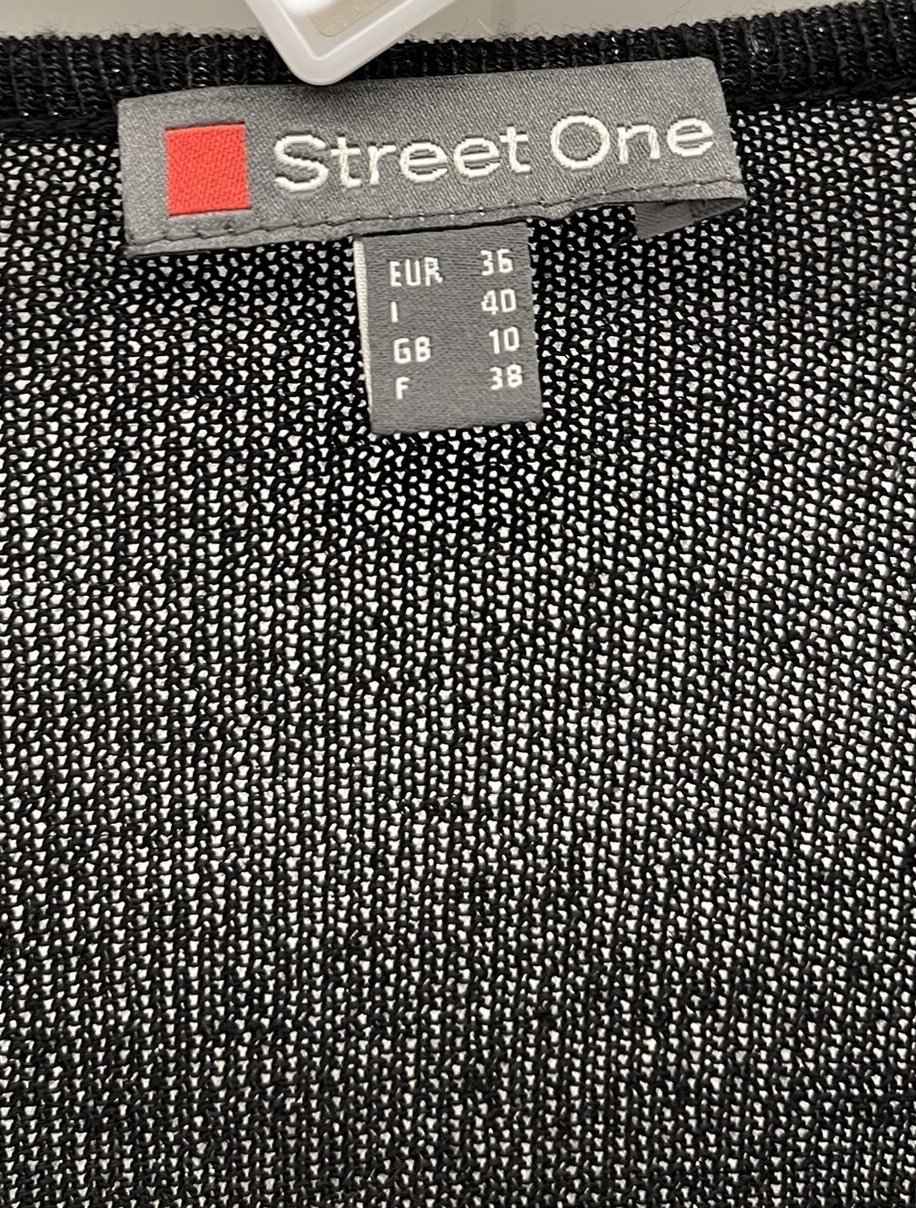 Street One
EUR 36
I 40
GB 10
F 38